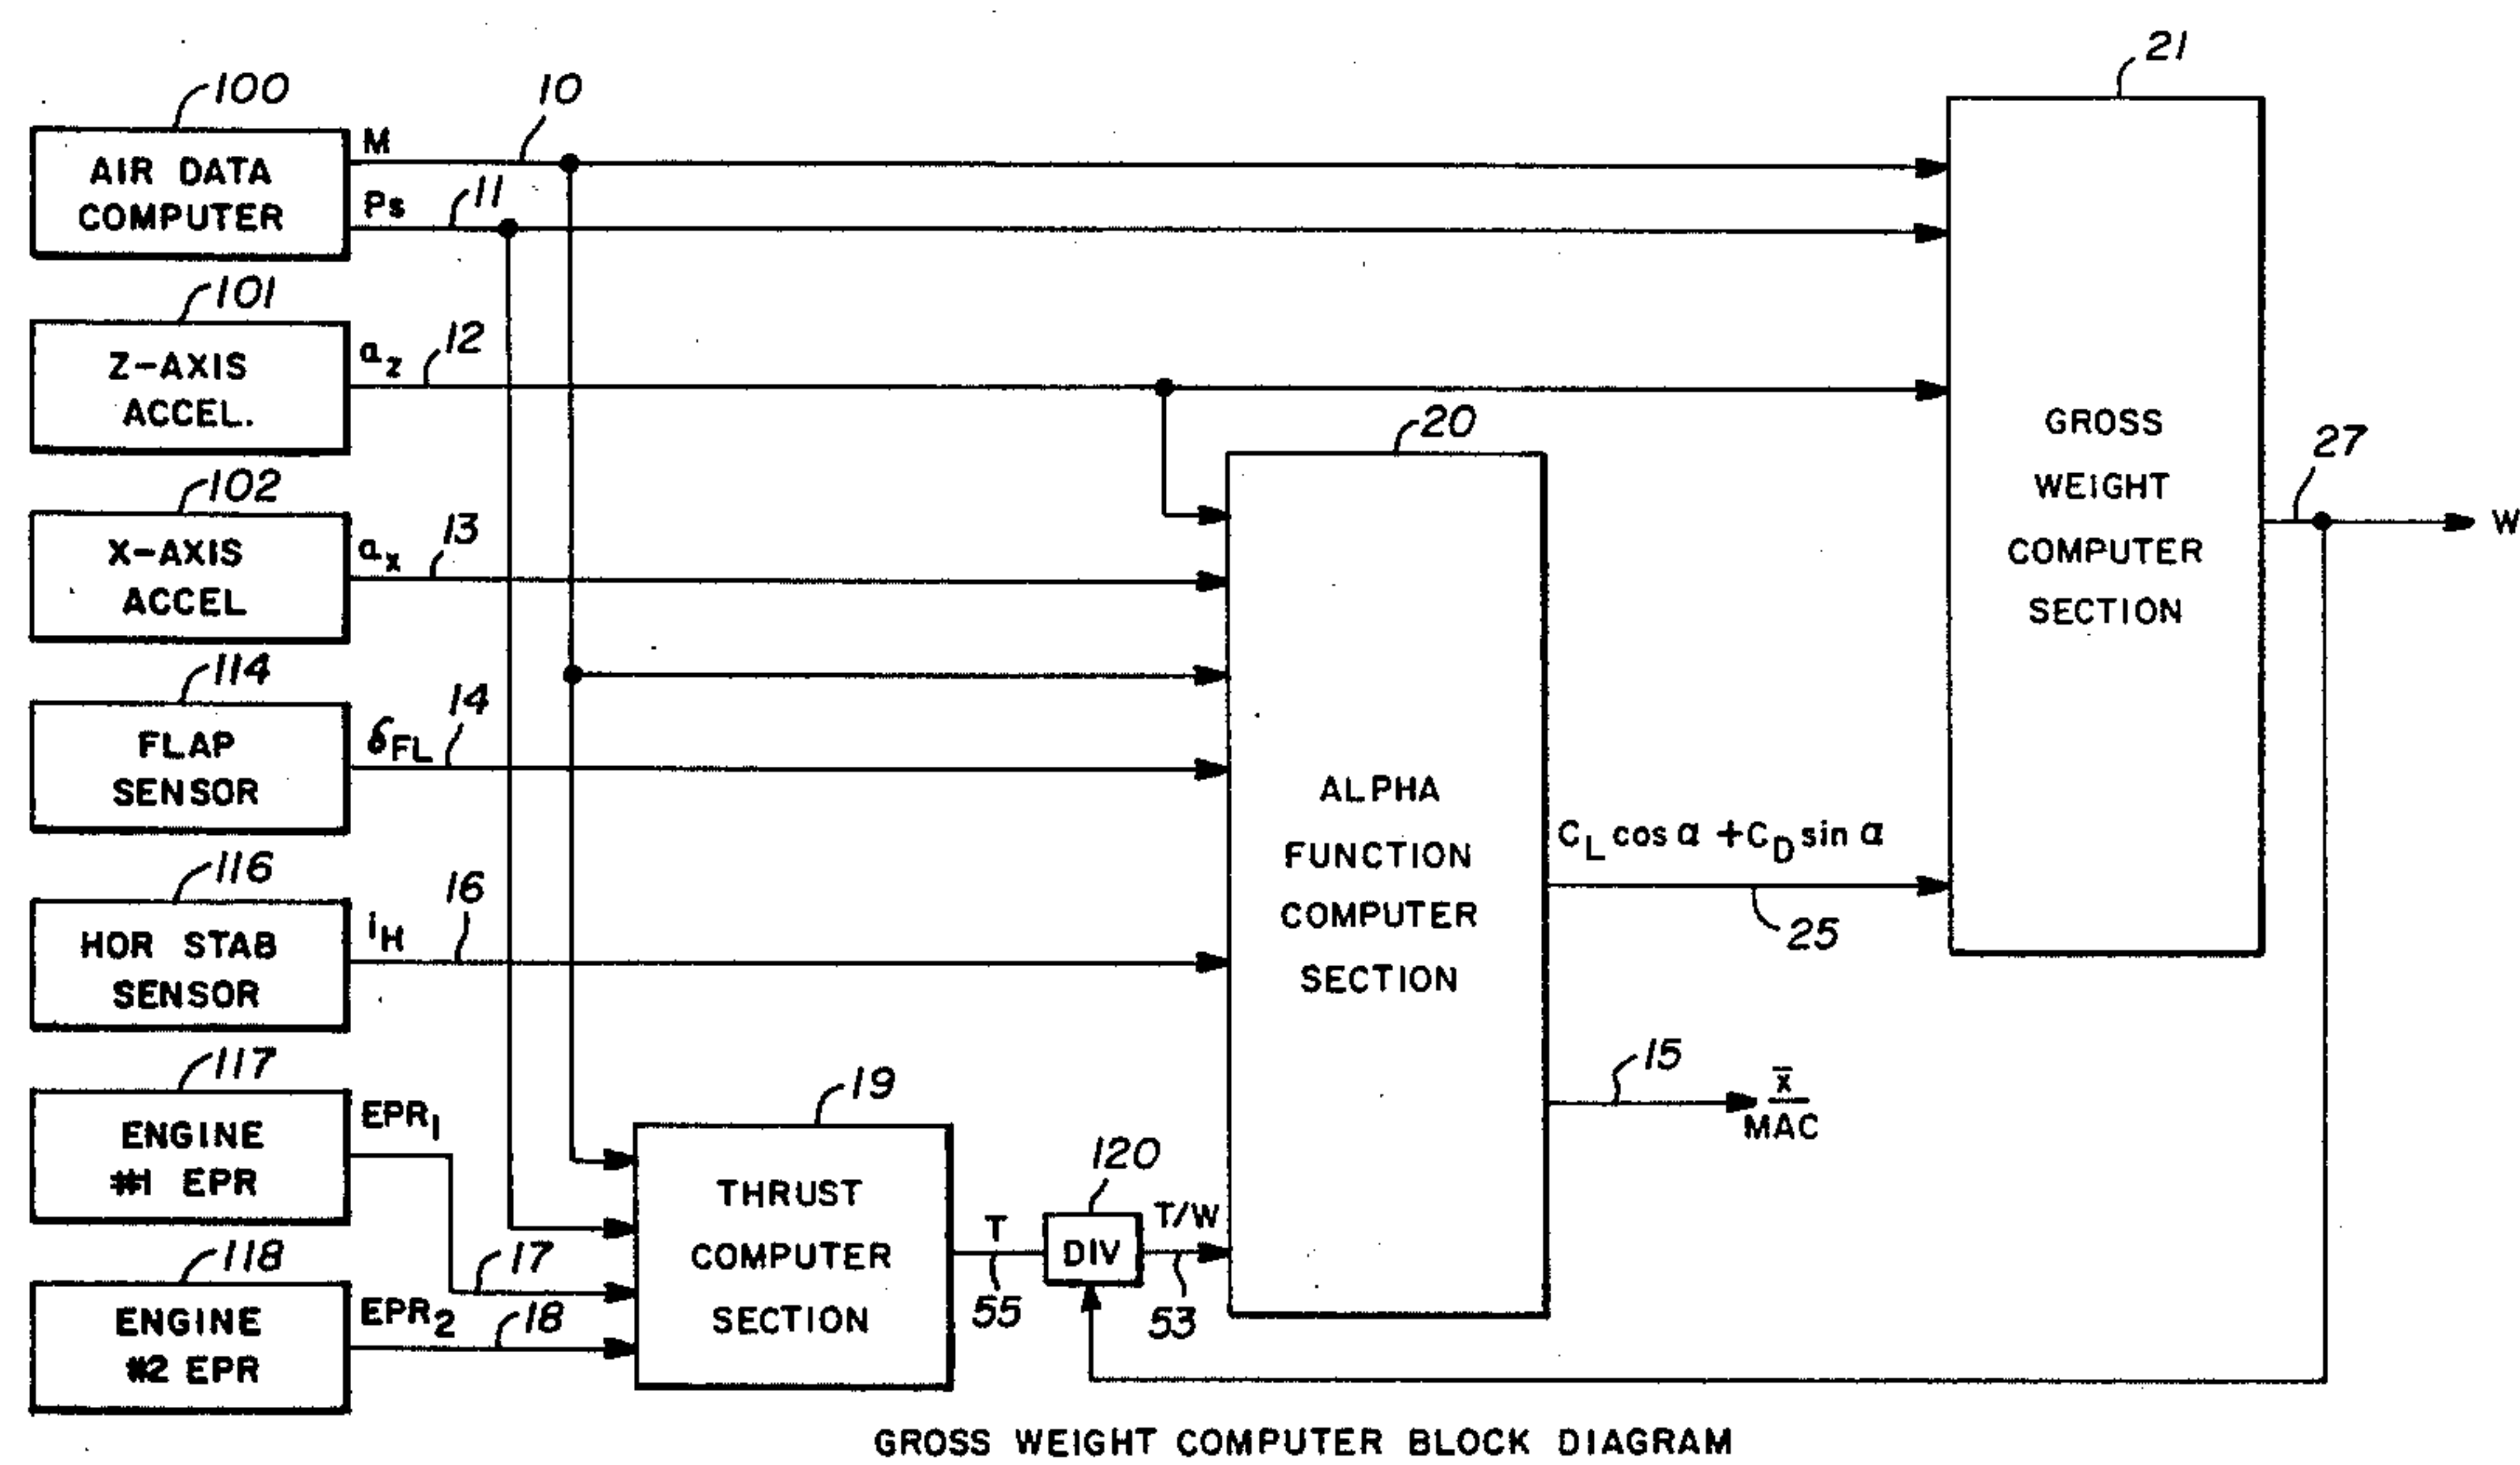 21
100
10
M
AIR DATA
COMPUTER
Ps
11
101
Z-AXIS
ACCEL.
az
12
20
GROSS
WEIGHT
COMPUTER
SECTION
27
W
102
X-AXIS
ACCEL
ax
13
114
FLAP
SENSOR
δFL
14
ALPHA
FUNCTION
COMPUTER
SECTION
CL cos α + CD sin α
25
116
HOR STAB
SENSOR
iH
16
15
x̄
MAC
117
ENGINE
#1 EPR
EPR1
17
19
THRUST
COMPUTER
SECTION
T
55
120
DIV
T/W
53
118
ENGINE
#2 EPR
EPR2
18
GROSS WEIGHT COMPUTER BLOCK DIAGRAM